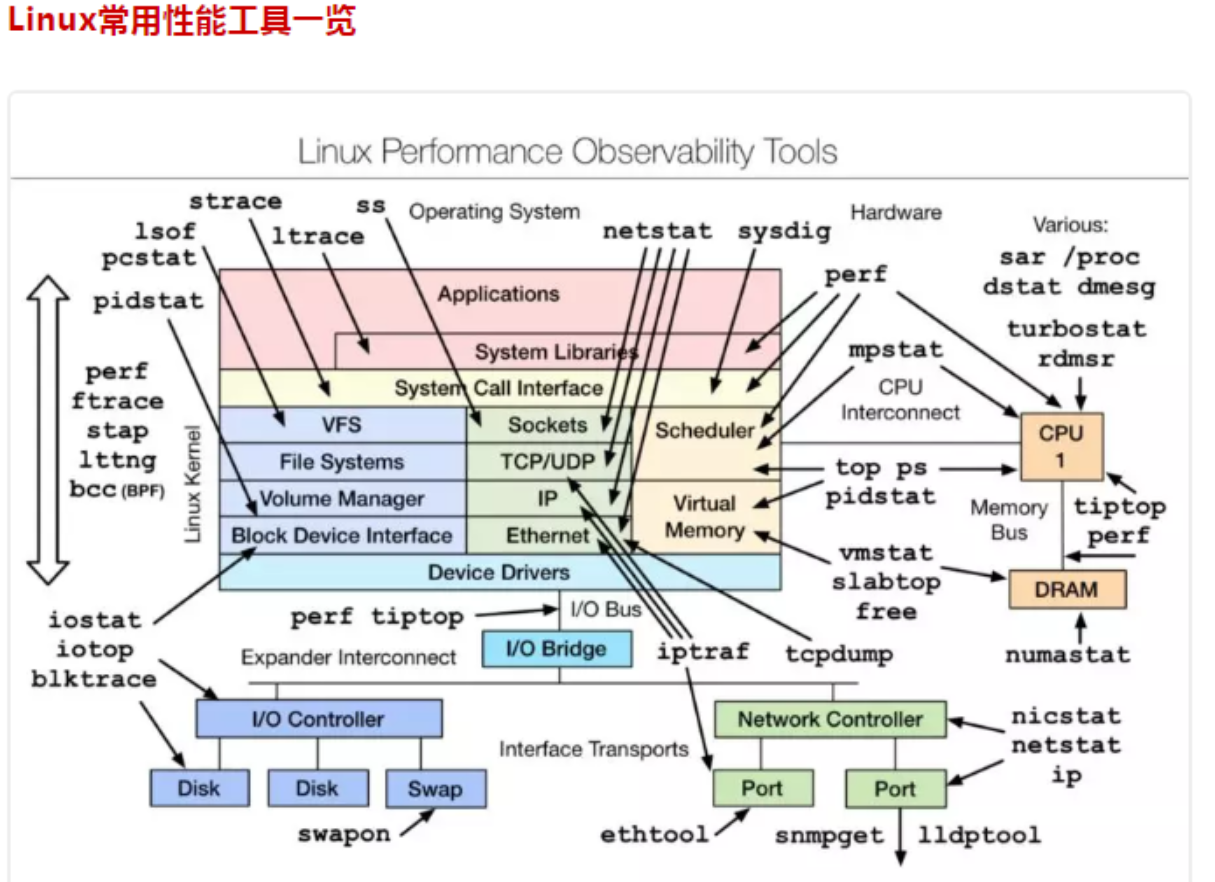 Linux常用性能工具一览
Linux Performance Observability Tools
strace
ss
Operating System
Hardware
lsof
ltrace
netstat
sysdig
Various:
pcstat
sar /proc
dstat dmesg
perf
pidstat
Applications
turbostat
rdmsr
System Libraries
mpstat
perf
ftrace
stap
lttng
bcc (BPF)
System Call Interface
CPU
Interconnect
Linux Kernel
VFS
Sockets
Scheduler
CPU
1
File Systems
TCP/UDP
top ps
pidstat
Volume Manager
IP
Virtual
Memory
Memory
Bus
tiptop
perf
Block Device Interface
Ethernet
vmstat
slabtop
free
Device Drivers
DRAM
iostat
iotop
blktrace
perf tiptop
I/O Bus
I/O Bridge
iptraf
tcpdump
numastat
Expander Interconnect
I/O Controller
Network Controller
nicstat
netstat
ip
Interface Transports
Disk
Disk
Swap
Port
Port
swapon
ethtool
snmpget
lldptool